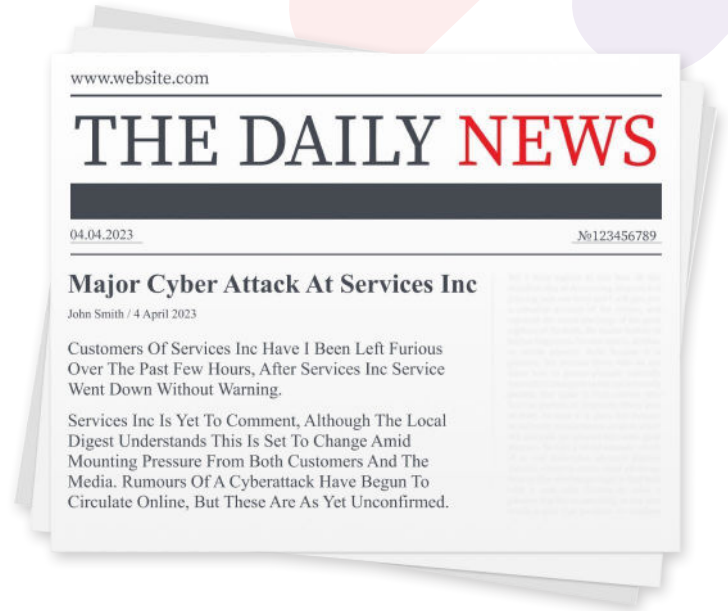 www.website.com
THE DAILY NEWS
04.04.2023
№123456789
Major Cyber Attack At Services Inc
John Smith / 4 April 2023
Customers Of Services Inc Have I Been Left Furious
Over The Past Few Hours, After Services Inc Service
Went Down Without Warning.
Services Inc Is Yet To Comment, Although The Local
Digest Understands This Is Set To Change Amid
Mounting Pressure From Both Customers And The
Media. Rumours Of A Cyberattack Have Begun To
Circulate Online, But These Are As Yet Unconfirmed.